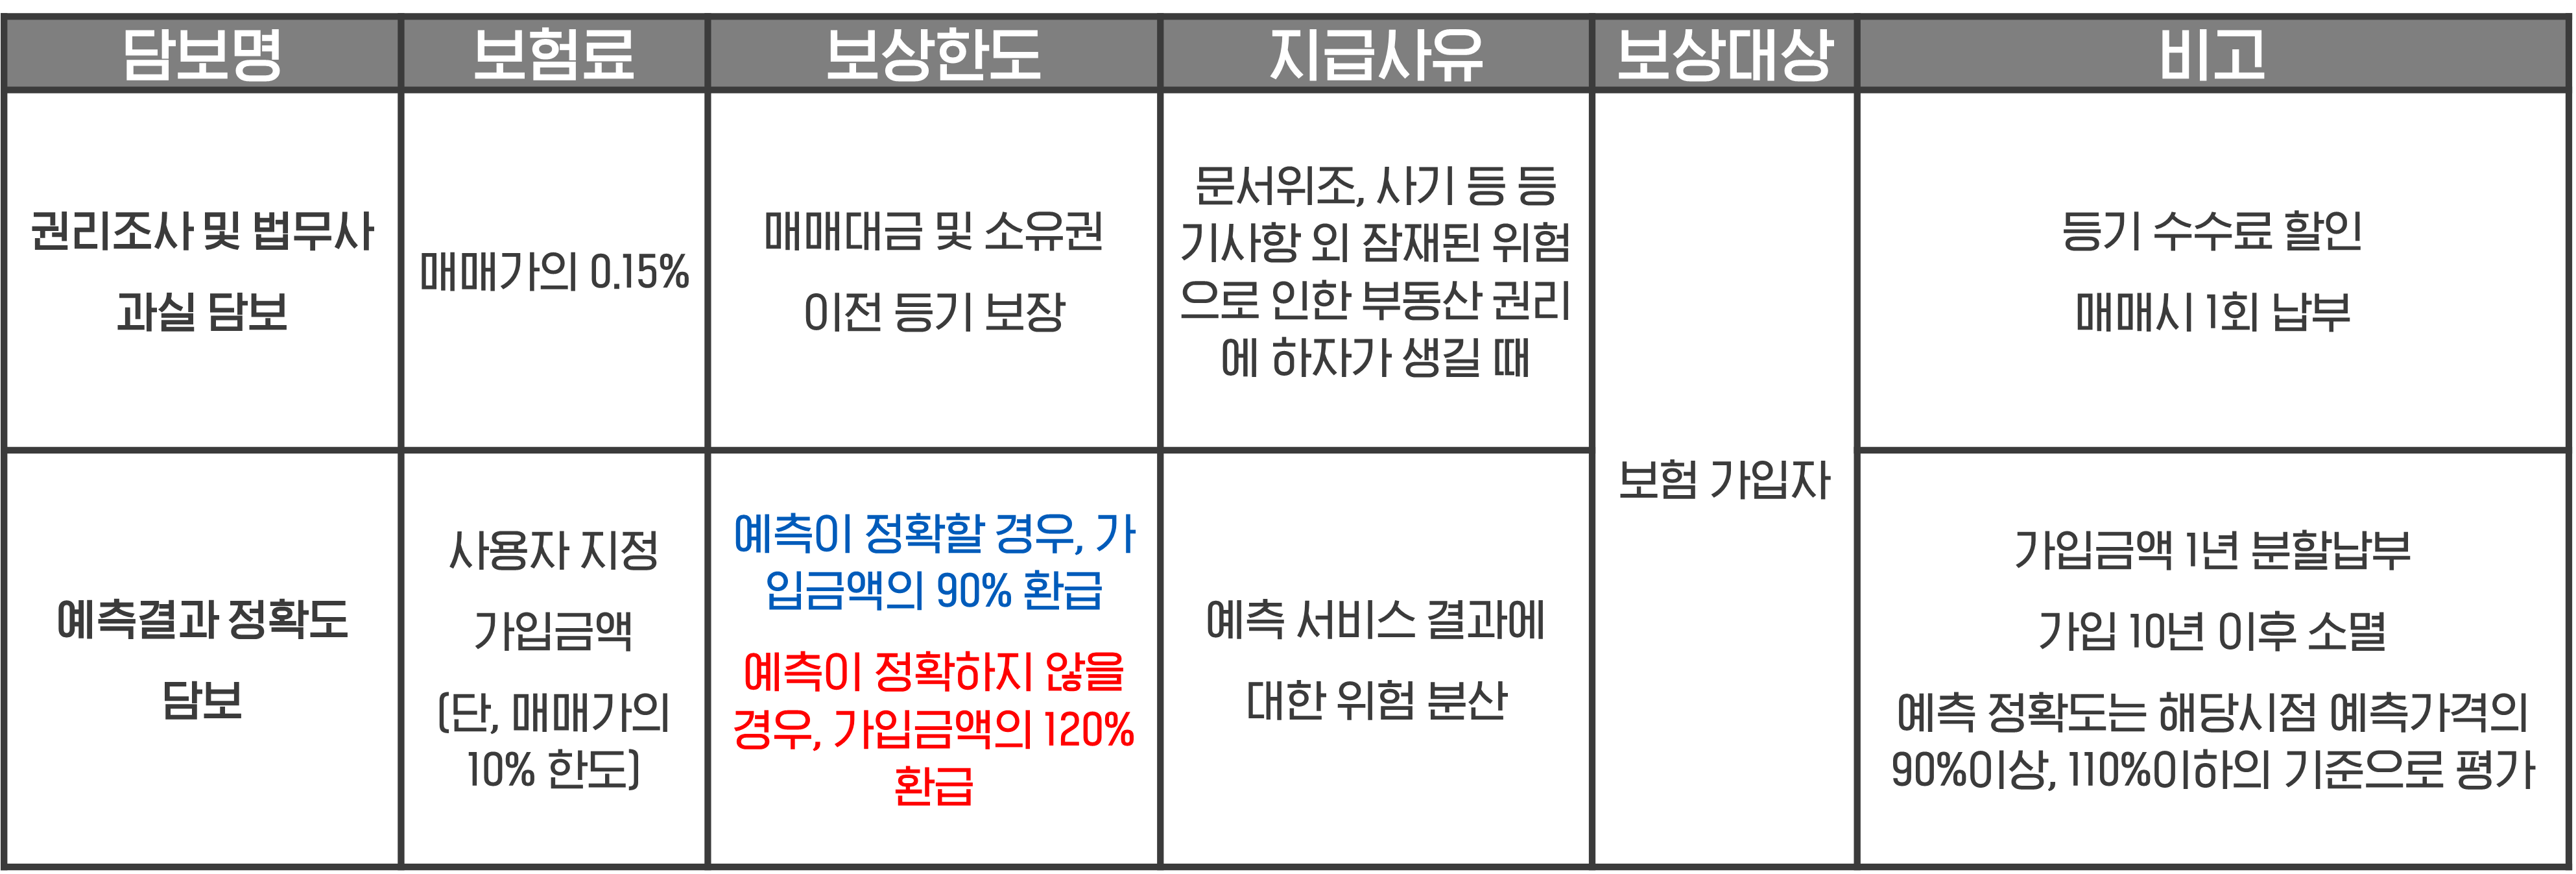 담보명
보험료
보상한도
지급사유
보상대상
비고
권리조사 및 법무사
과실 담보
매매가의 0.15%
매매대금 및 소유권
이전 등기 보장
문서위조, 사기 등 등
기사항 외 잠재된 위험
으로 인한 부동산 권리
에 하자가 생길 때
보험 가입자
등기 수수료 할인
매매시 1회 납부
예측결과 정확도
담보
사용자 지정
가입금액
(단, 매매가의
10% 한도)
예측이 정확할 경우, 가
입금액의 90% 환급
예측이 정확하지 않을
경우, 가입금액의 120%
환급
예측 서비스 결과에
대한 위험 분산
가입금액 1년 분할납부
가입 10년 이후 소멸
예측 정확도는 해당시점 예측가격의
90%이상, 110%이하의 기준으로 평가